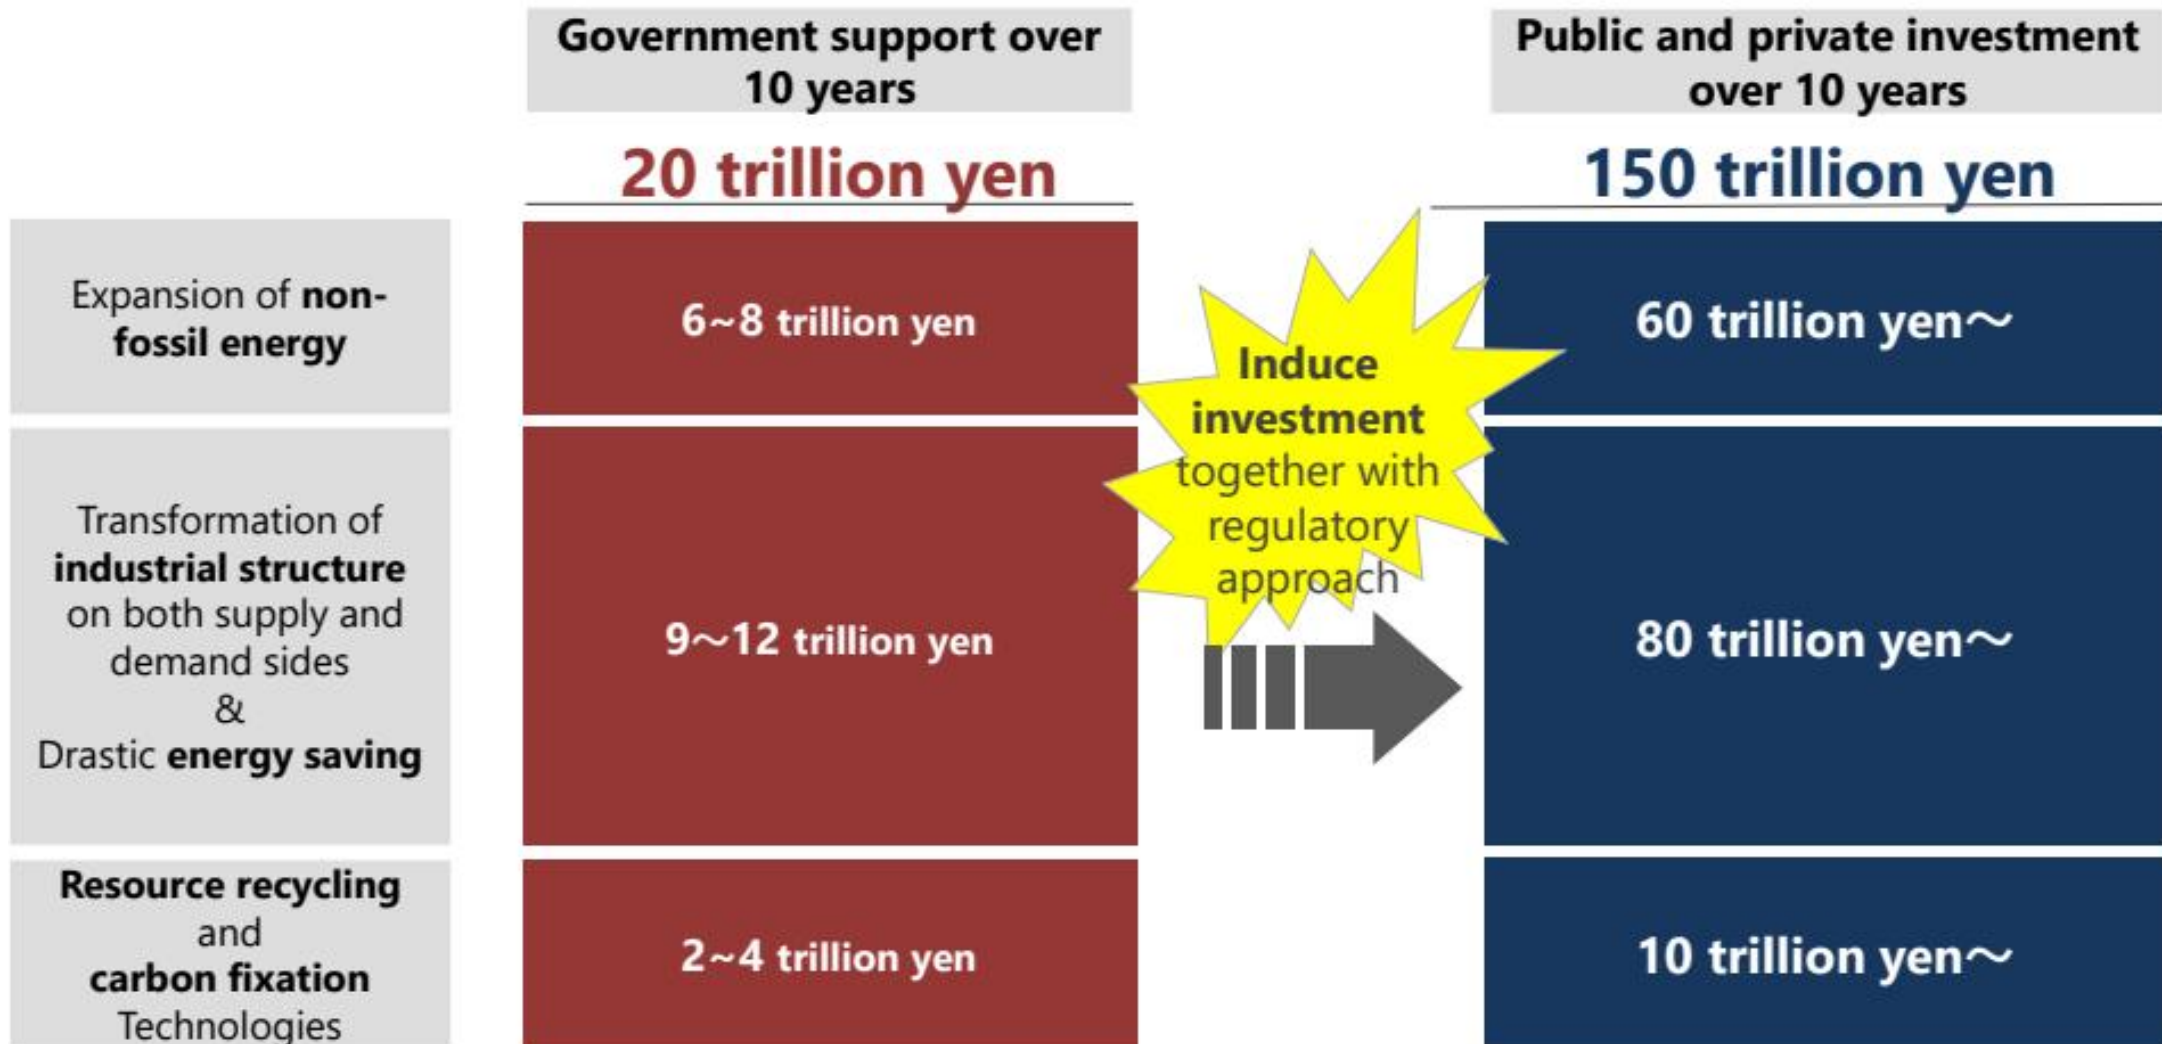 Government support over
10 years
Public and private investment
over 10 years
20 trillion yen
150 trillion yen
Expansion of non-
fossil energy
6~8 trillion yen
60 trillion yen～
Induce
investment
together with
regulatory
approach
Transformation of
industrial structure
on both supply and
demand sides
&
Drastic energy saving
9～12 trillion yen
80 trillion yen～
Resource recycling
and
carbon fixation
Technologies
2~4 trillion yen
10 trillion yen～